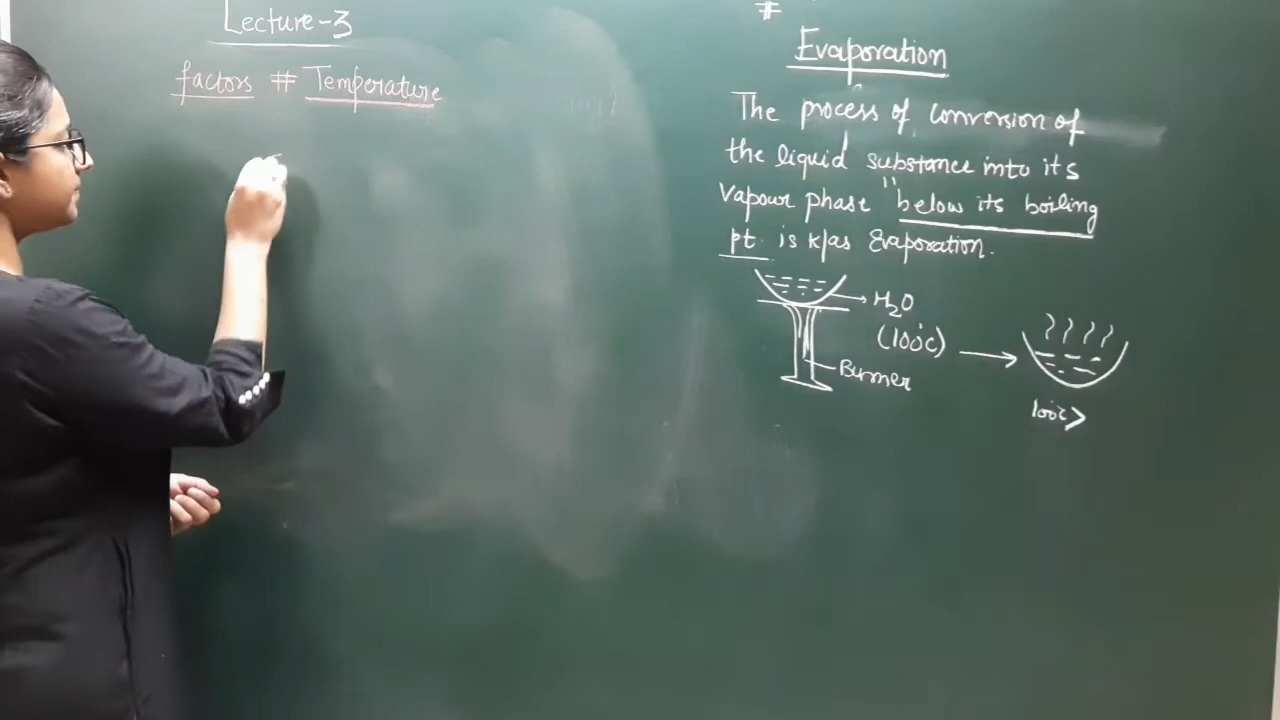 Lecture-3
factors # Temperature
#
Evaporation
The process of conversion of
the liquid substance into its
Vapour phase "below its boiling
pt. is k/as Evaporation.
H2O
(100°c)
Burner
100°c>